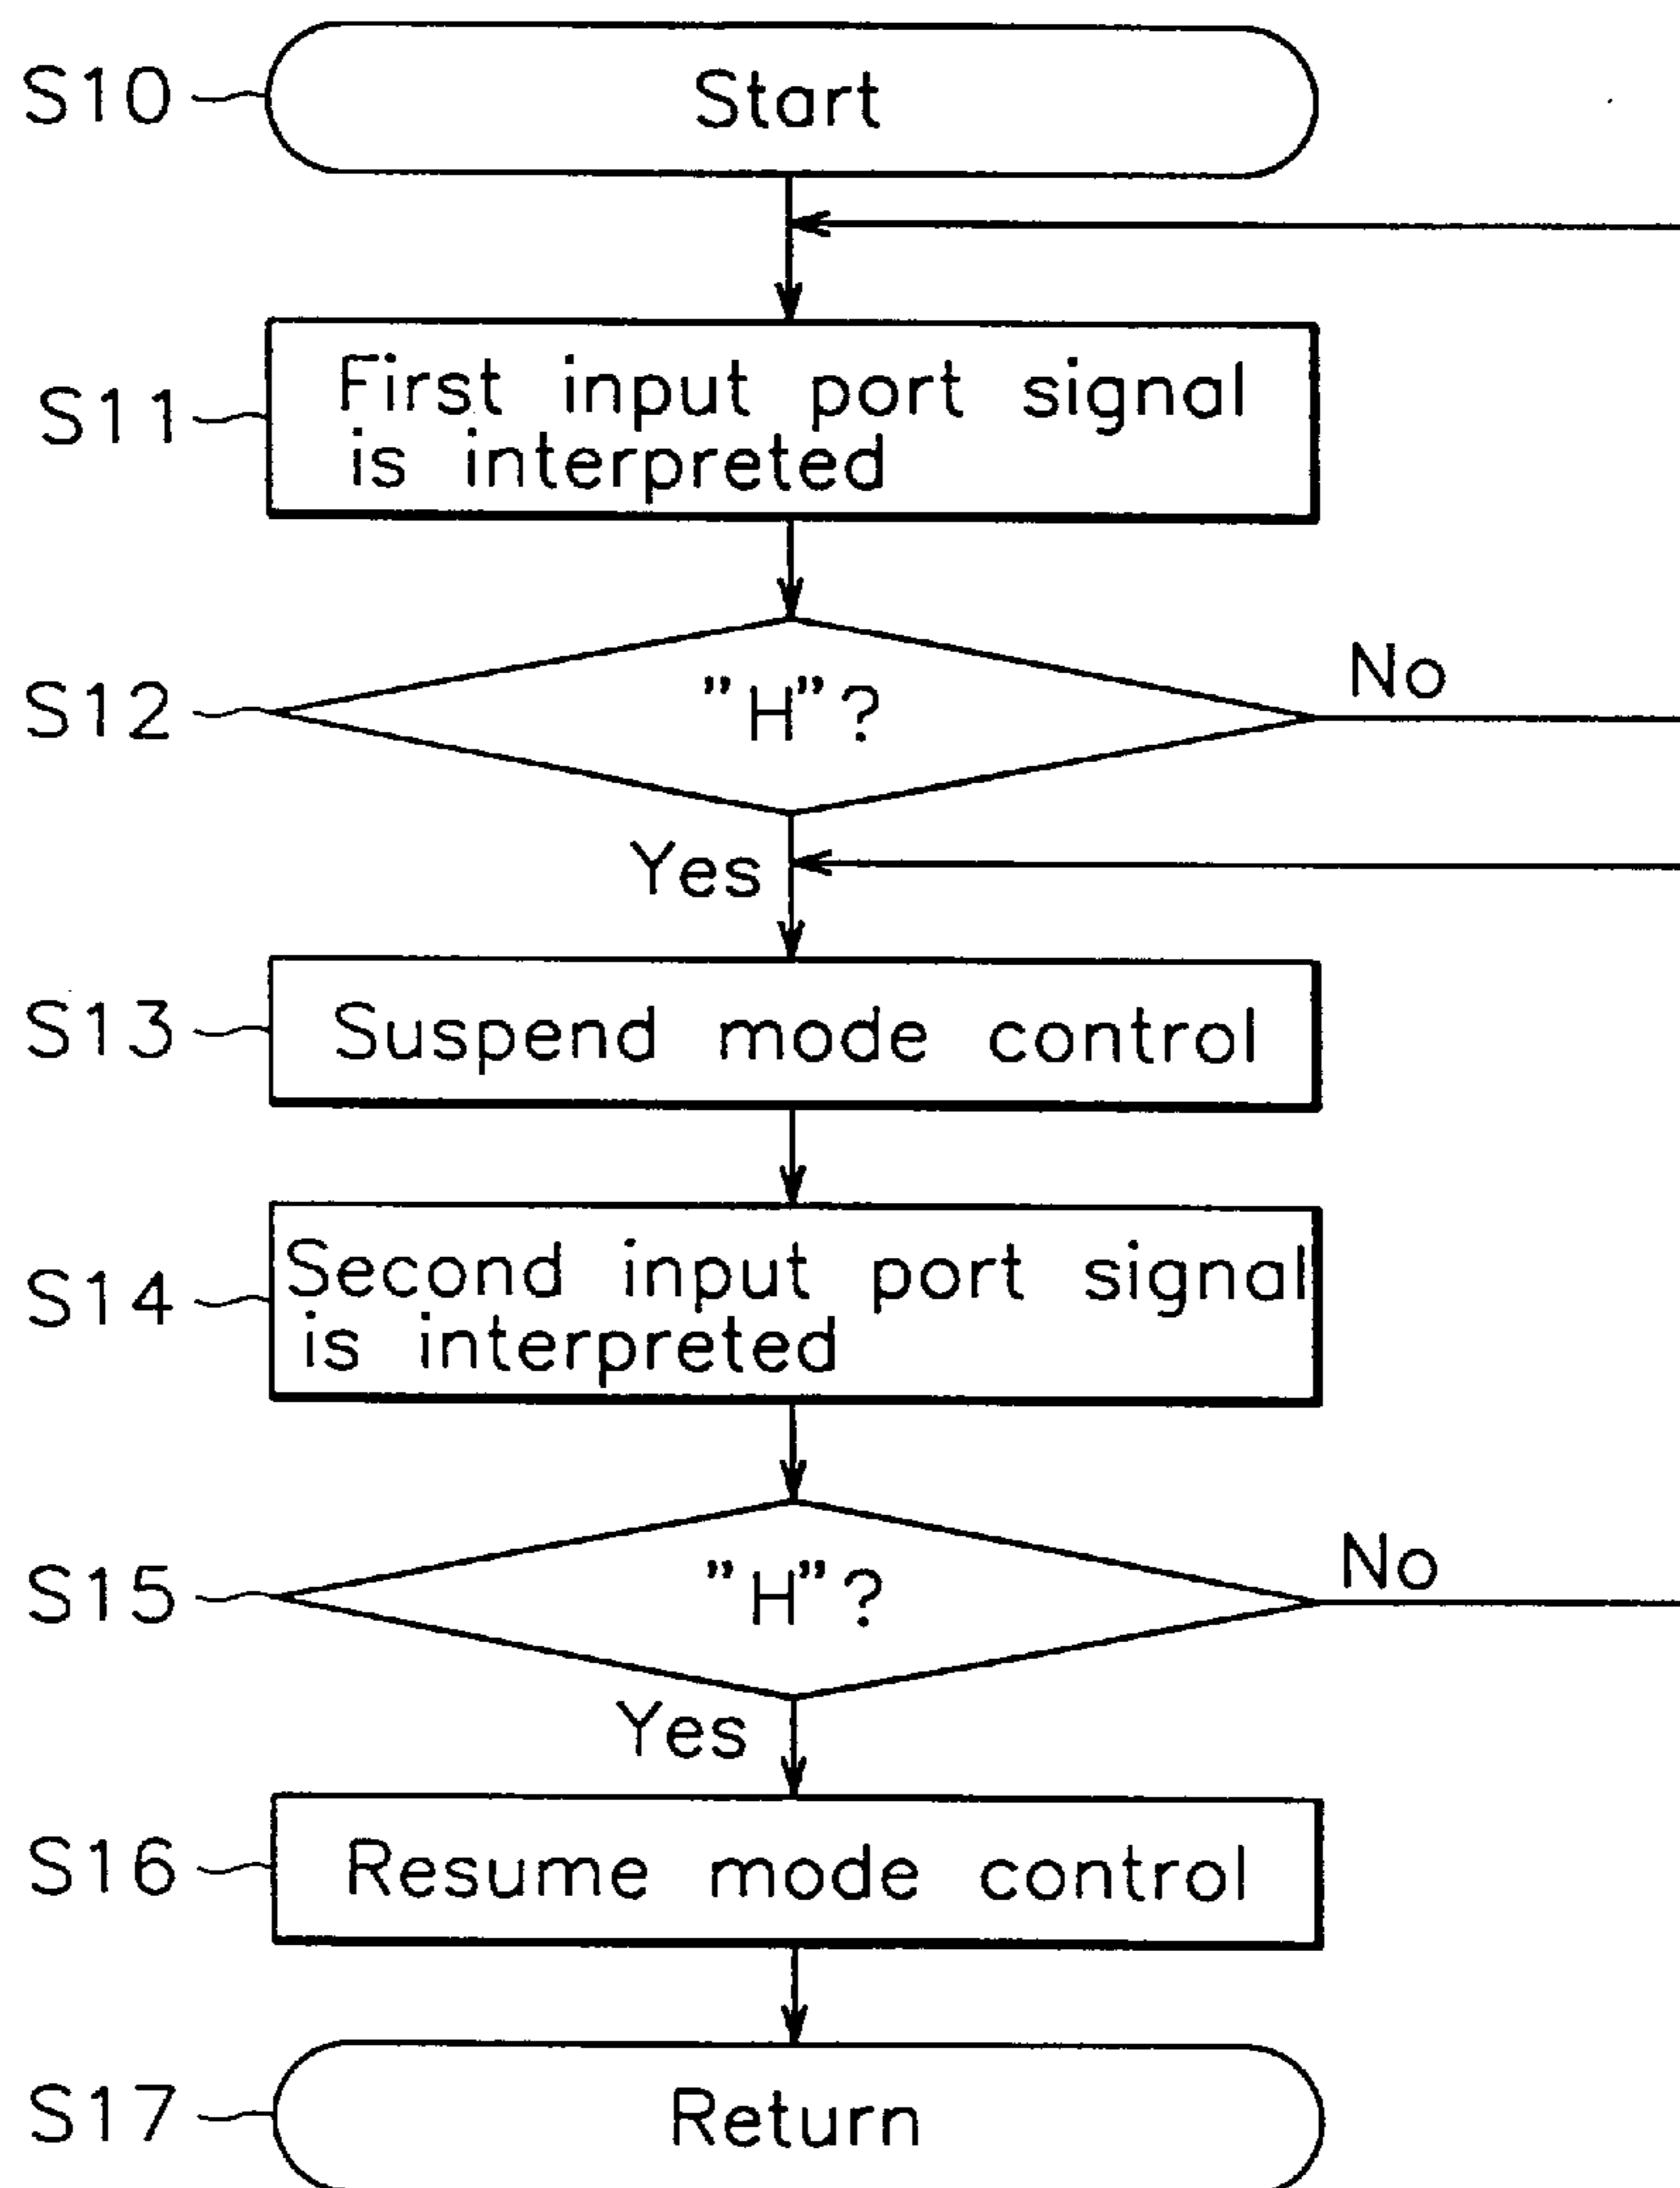 S10 Start
S11 First input port signal
is interpreted
S12 "H"? No
Yes
S13 Suspend mode control
S14 Second input port signal
is interpreted
S15 "H"? No
Yes
S16 Resume mode control
S17 Return